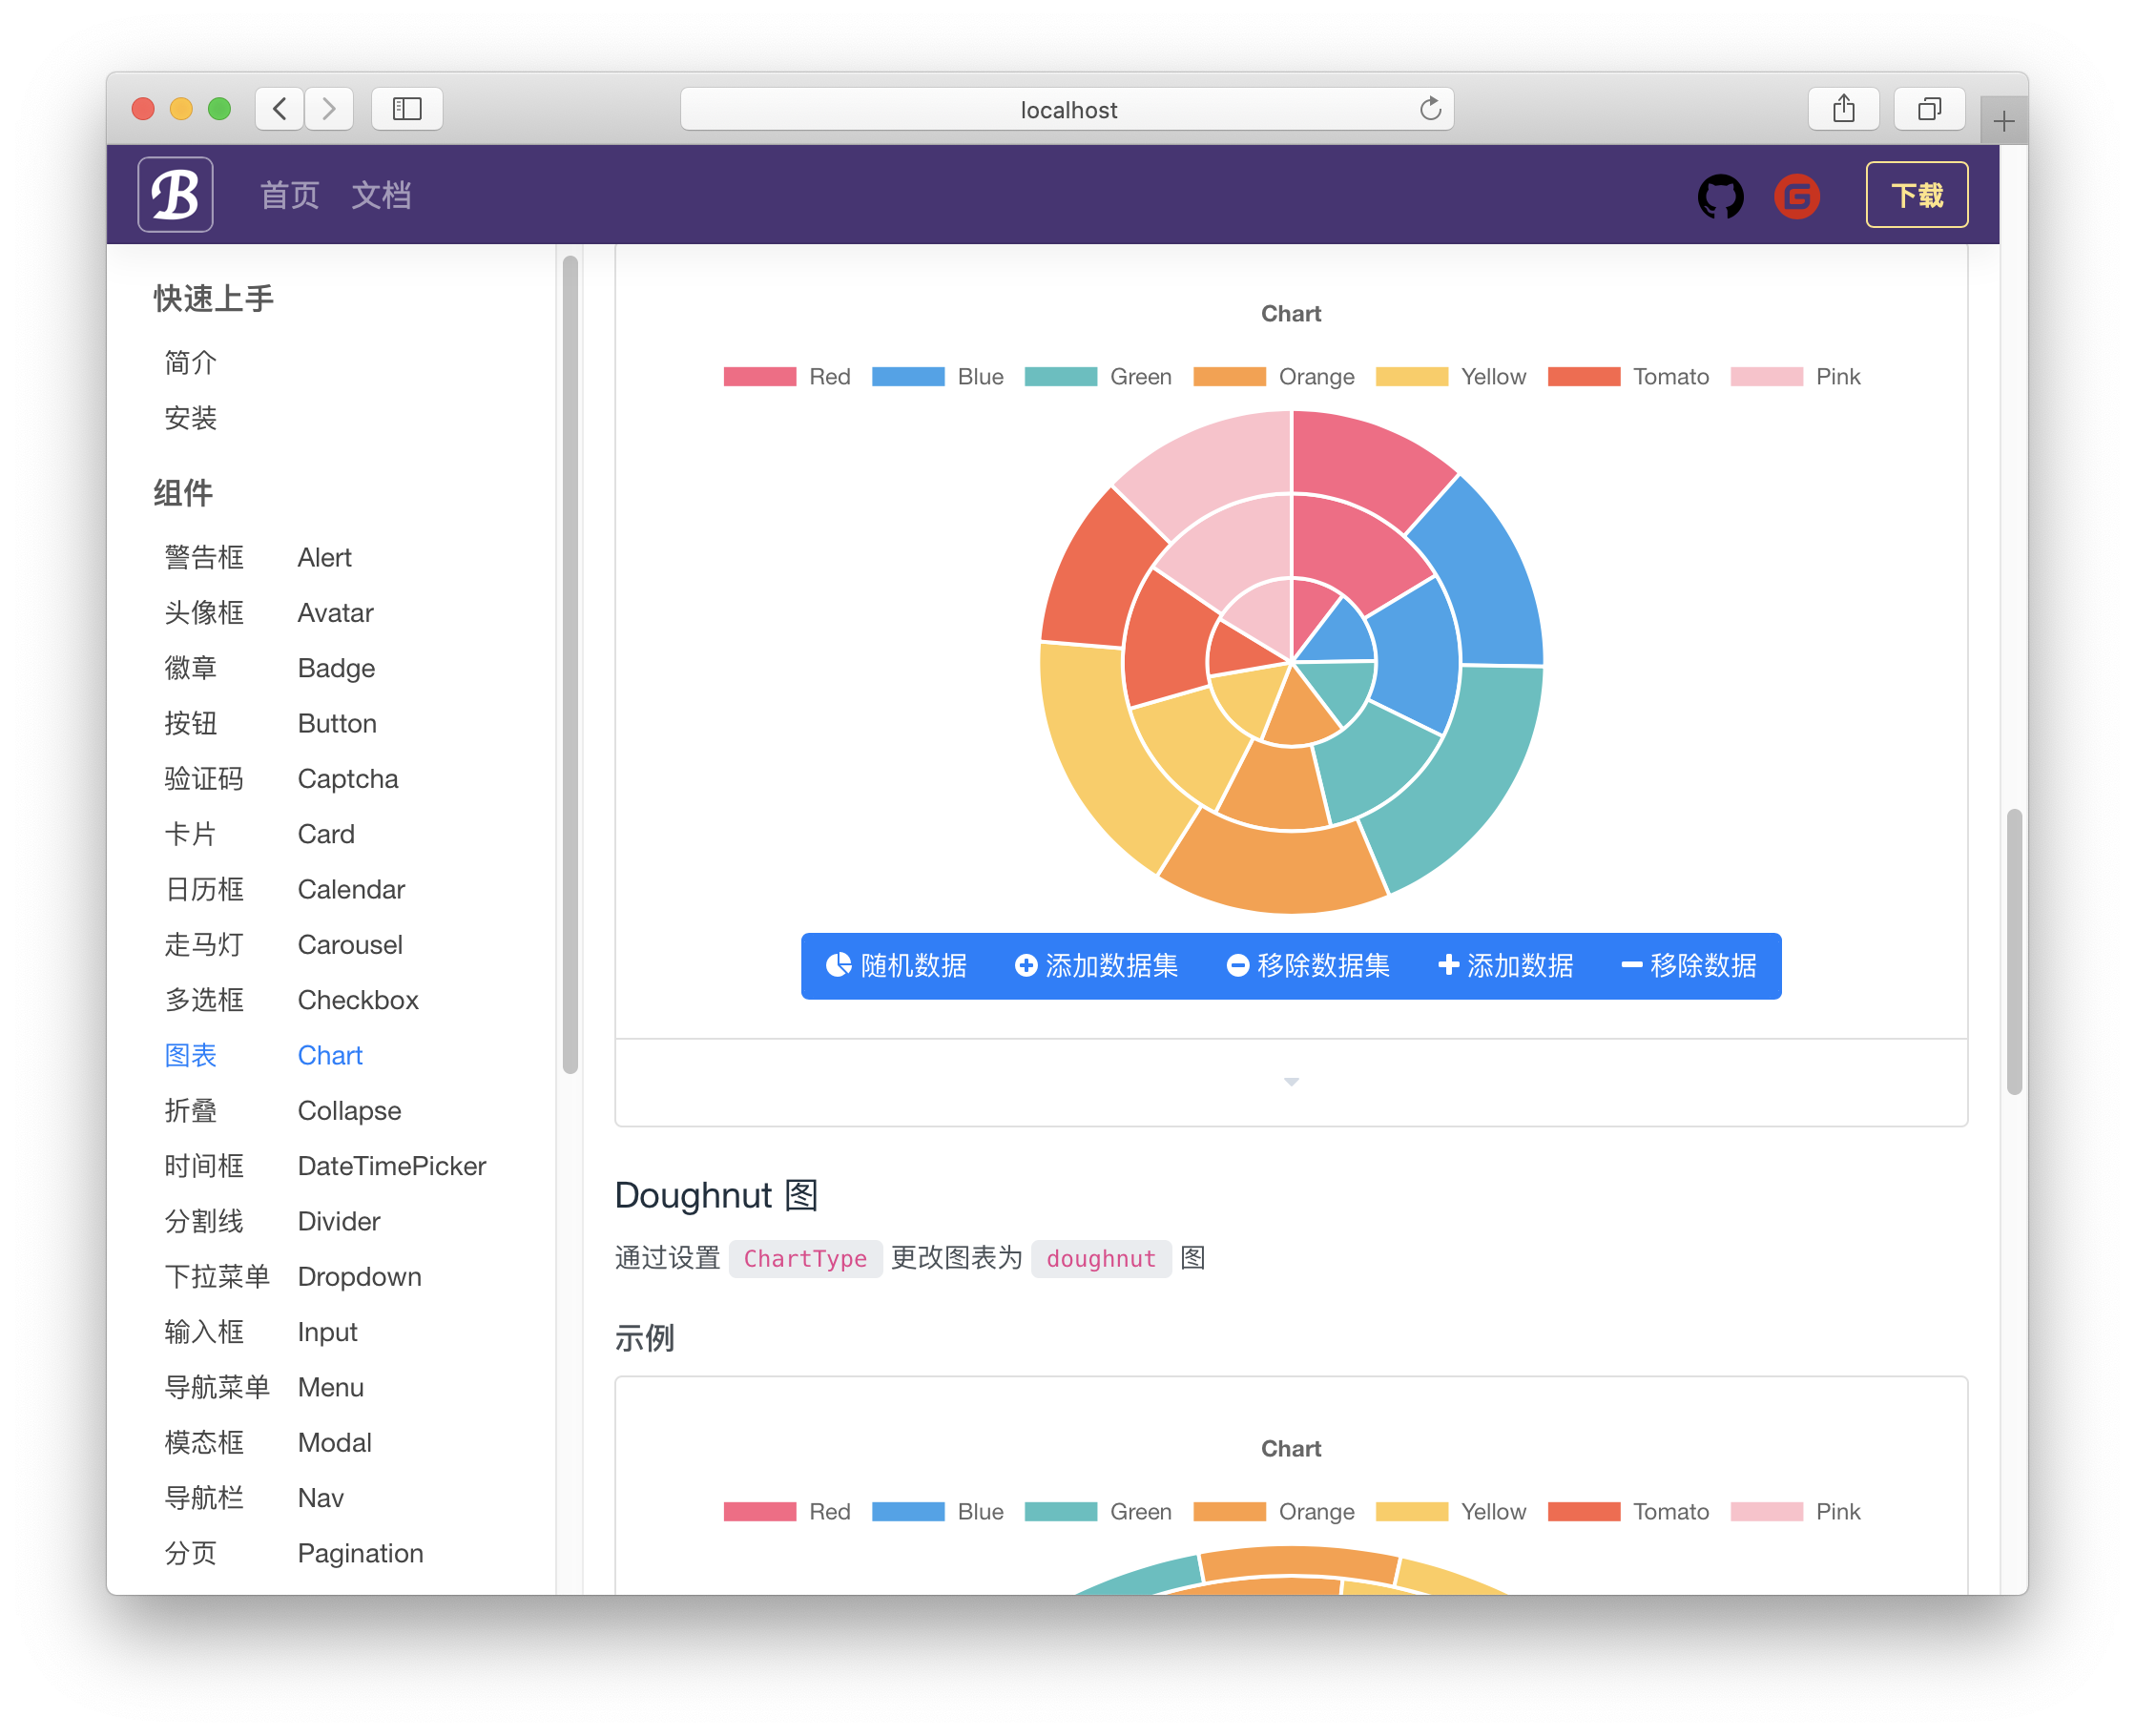 localhost
B 首页 文档 下载
快速上手
简介
安装
组件
警告框 Alert
头像框 Avatar
徽章 Badge
按钮 Button
验证码 Captcha
卡片 Card
日历框 Calendar
走马灯 Carousel
多选框 Checkbox
图表 Chart
折叠 Collapse
时间框 DateTimePicker
分割线 Divider
下拉菜单 Dropdown
输入框 Input
导航菜单 Menu
模态框 Modal
导航栏 Nav
分页 Pagination
Chart
Red Blue Green Orange Yellow Tomato Pink
随机数据 添加数据集 移除数据集 添加数据 移除数据
Doughnut 图
通过设置 ChartType 更改图表为 doughnut 图
示例
Chart
Red Blue Green Orange Yellow Tomato Pink